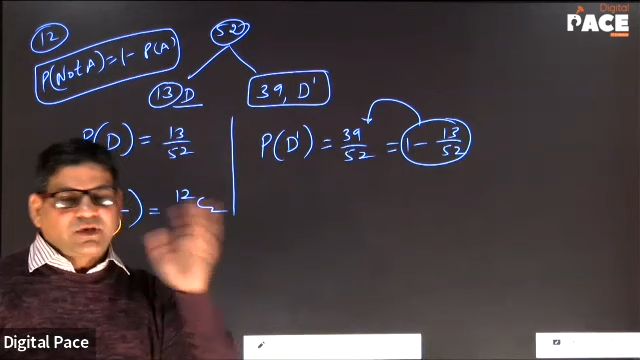 Digital
PACE
12
52
P(Not A) = 1 - P(A)
13 D
39, D'
P(D) = 13/52
P(D') = 39/52 = 1 - 13/52
) = 12C2
Digital Pace